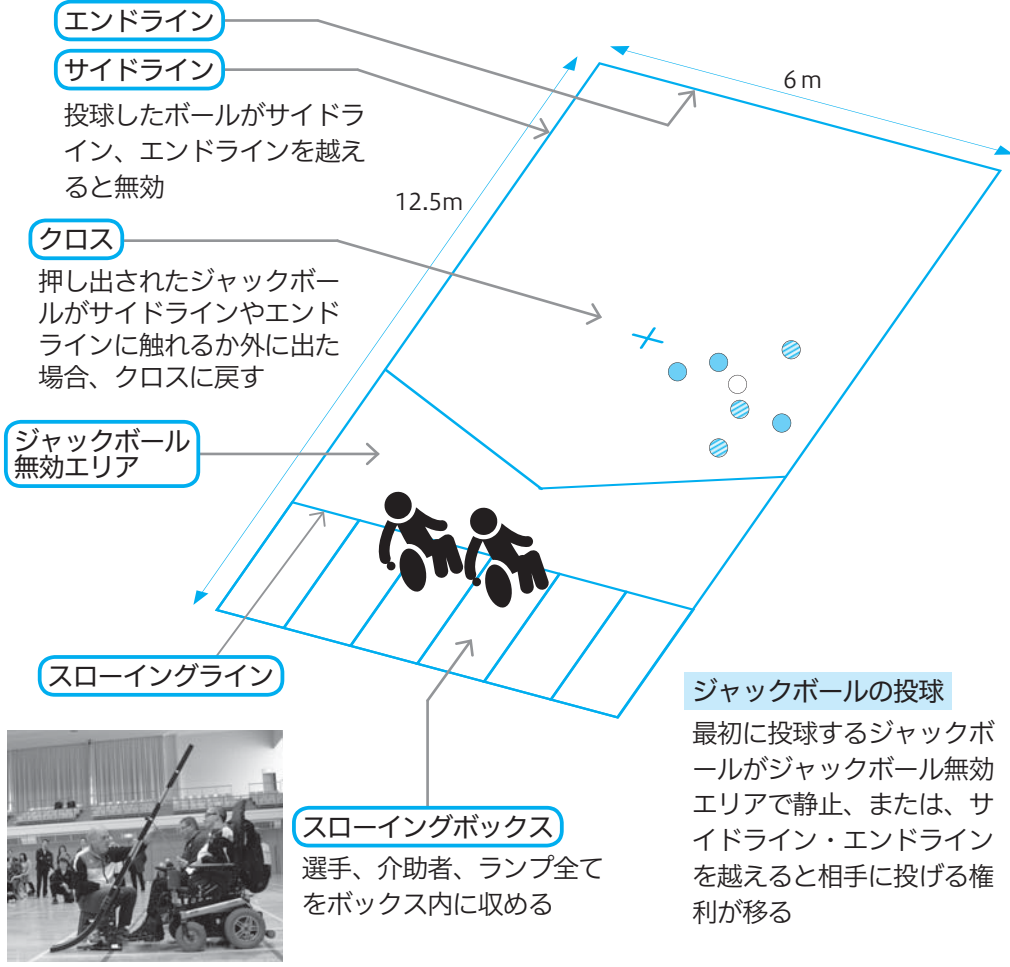 エンドライン
サイドライン
投球したボールがサイドラ
イン、エンドラインを越え
ると無効
6 m
12.5m
クロス
押し出されたジャックボー
ルがサイドラインやエンド
ラインに触れるか外に出た
場合、クロスに戻す
ジャックボール
無効エリア
スローイングライン
スローイングボックス
選手、介助者、ランプ全て
をボックス内に収める
ジャックボールの投球
最初に投球するジャックボ
ールがジャックボール無効
エリアで静止、または、サ
イドライン・エンドライン
を越えると相手に投げる権
利が移る